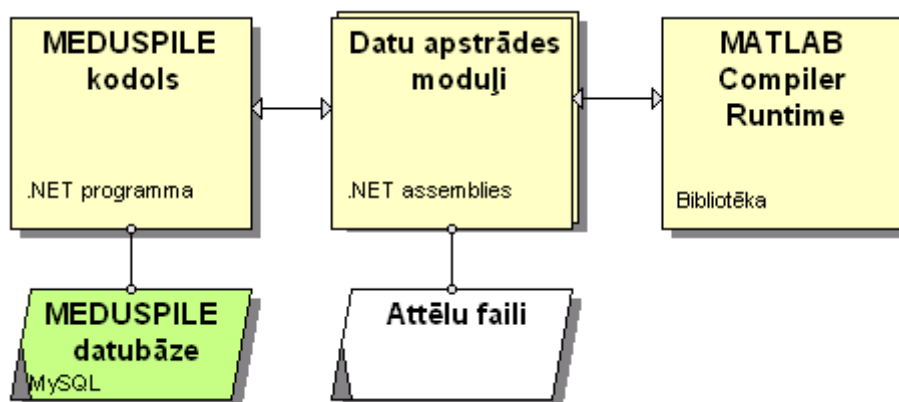 MEDUSPILE
kodols
.NET programma
Datu apstrādes
moduļi
.NET assemblies
MATLAB
Compiler
Runtime
Bibliotēka
MEDUSPILE
datubāze
MySQL
Attēlu faili